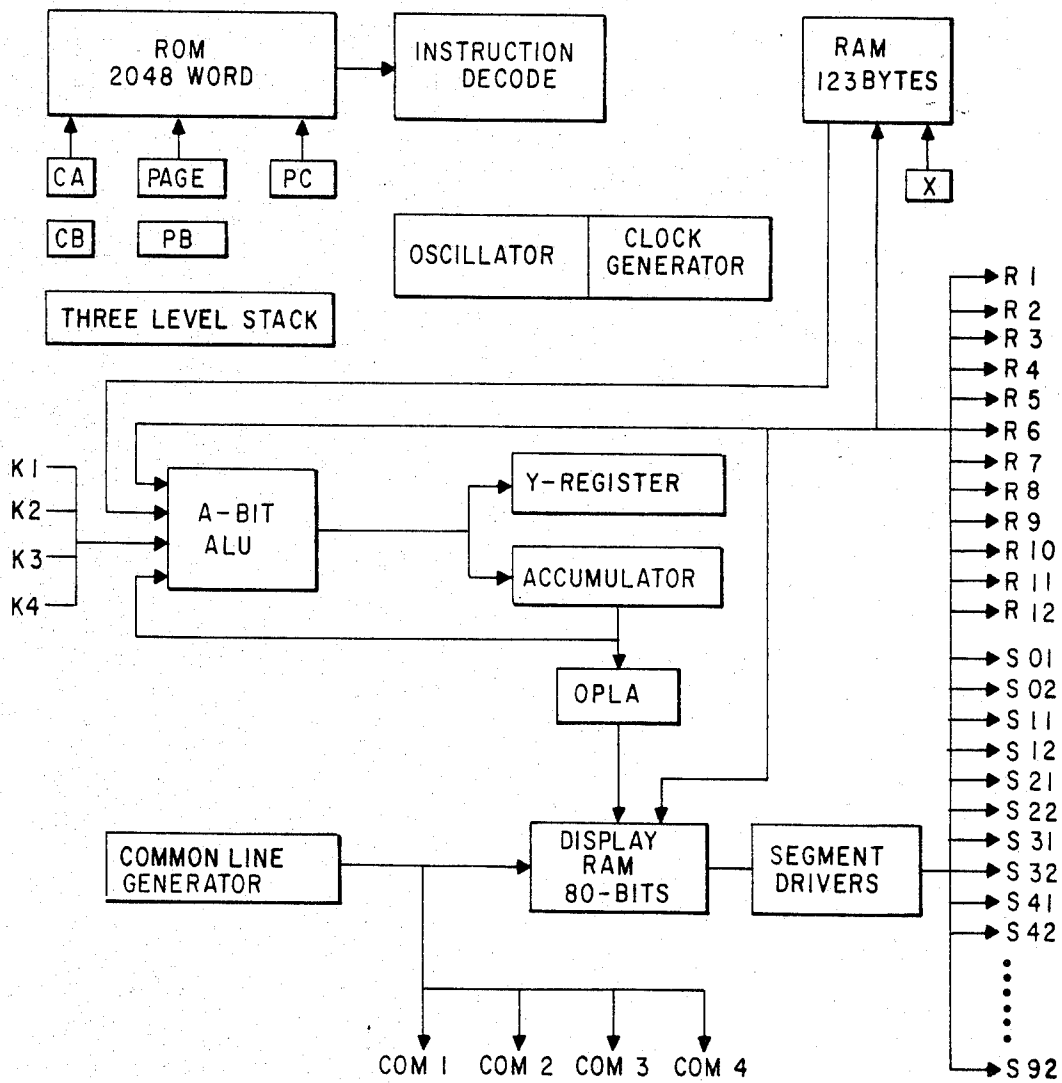 ROM
2048 WORD
INSTRUCTION
DECODE
RAM
123 BYTES
CA
PAGE
PC
X
CB
PB
OSCILLATOR
CLOCK
GENERATOR
THREE LEVEL STACK
R 1
R 2
R 3
R 4
R 5
R 6
R 7
R 8
R 9
R 10
R 11
R 12
K1
K2
K3
K4
A-BIT
ALU
Y-REGISTER
ACCUMULATOR
OPLA
S 01
S 02
S 11
S 12
S 21
S 22
S 31
S 32
S 41
S 42
S 92
COMMON LINE
GENERATOR
DISPLAY
RAM
80-BITS
SEGMENT
DRIVERS
COM 1
COM 2
COM 3
COM 4